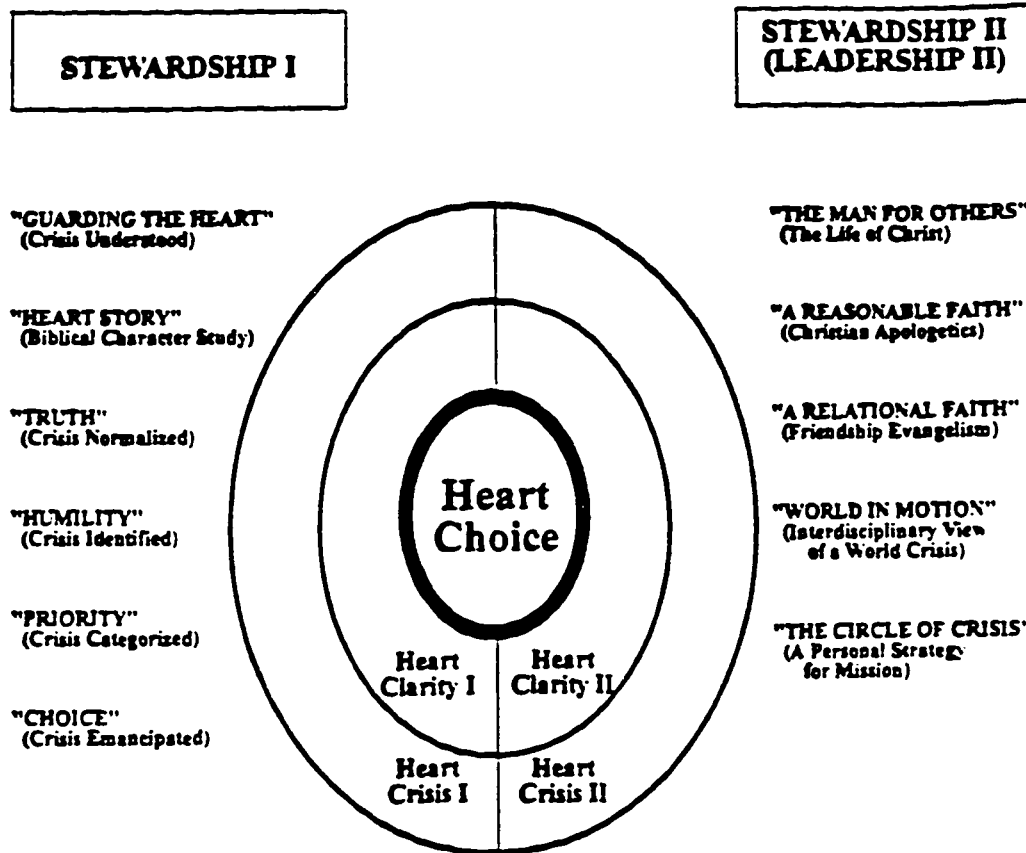 STEWARDSHIP I
STEWARDSHIP II
(LEADERSHIP II)
"GUARDING THE HEART"
(Crisis Understood)
"HEART STORY"
(Biblical Character Study)
"TRUTH"
(Crisis Normalized)
"HUMILITY"
(Crisis Identified)
"PRIORITY"
(Crisis Categorized)
"CHOICE"
(Crisis Emancipated)
Heart
Choice
Heart
Clarity I
Heart
Clarity II
Heart
Crisis I
Heart
Crisis II
"THE MAN FOR OTHERS"
(The Life of Christ)
"A REASONABLE FAITH"
(Christian Apologetics)
"A RELATIONAL FAITH"
(Friendship Evangelism)
"WORLD IN MOTION"
(Interdisciplinary View
of a World Crisis)
"THE CIRCLE OF CRISIS"
(A Personal Strategy
for Mission)